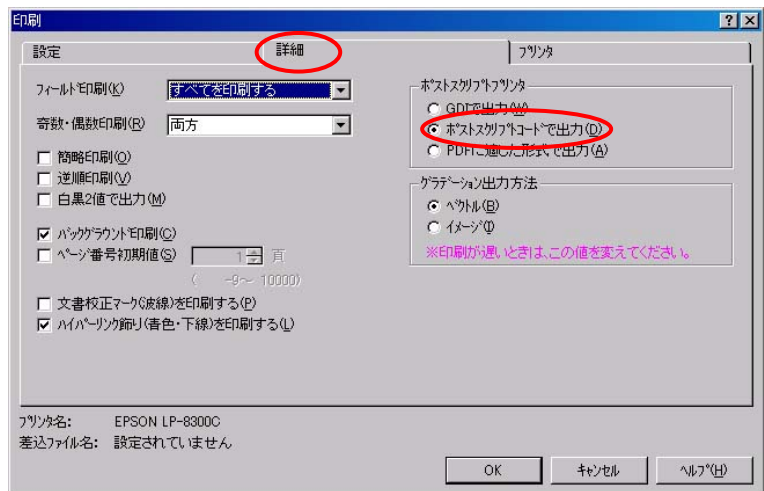 印刷
設定 詳細 プリンタ
フィールド印刷(K) すべてを印刷する
奇数・偶数印刷(R) 両方
簡略印刷(O)
逆順印刷(V)
白黒2値で出力(M)
バックグラウンド印刷(C)
ページ番号初期値(S) 1 頁
( -9~ 10000)
文書校正マーク(波線)を印刷する(P)
ハイパーリンク飾り(青色・下線)を印刷する(L)
ポストスクリプトプリンタ
GDIで出力(W)
ポストスクリプトコードで出力(D)
PDFに適した形式で出力(A)
グラデーション出力方法
ベクトル(B)
イメージ(I)
※印刷が遅いときは、この値を変えてください。
プリンタ名: EPSON LP-8300C
差込ファイル名: 設定されていません
OK キャンセル ヘルプ(H)